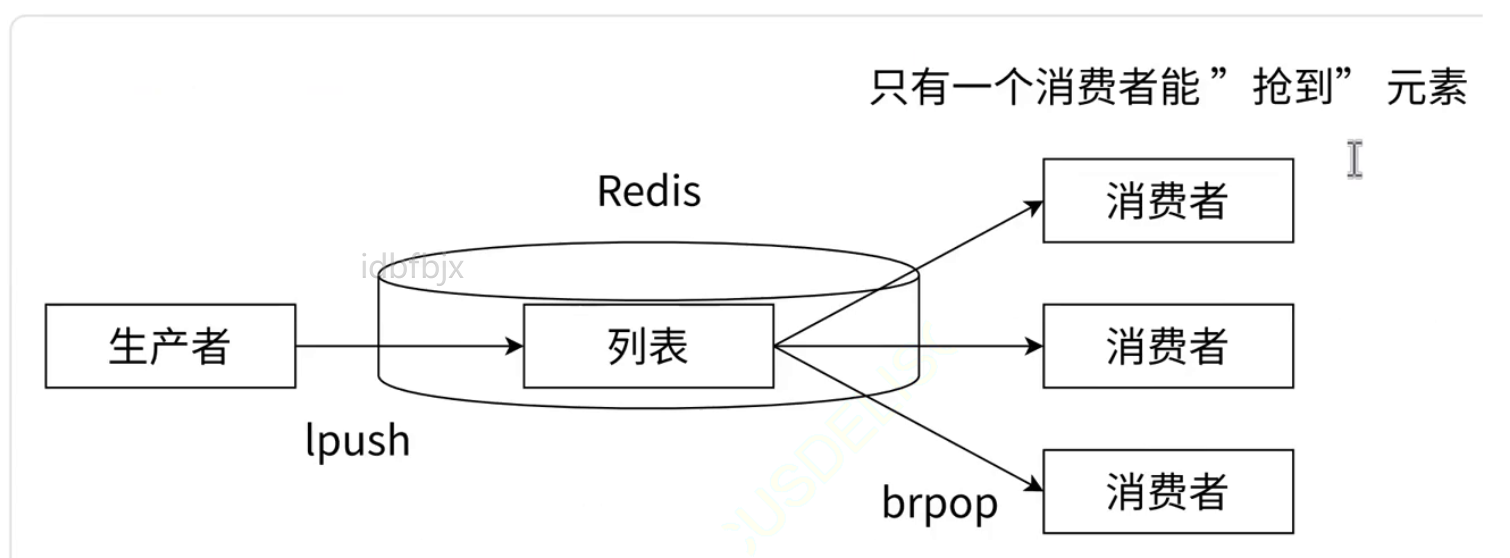 只有一个消费者能 ”抢到” 元素
Redis
消费者
idbfbjx
生产者
列表
消费者
lpush
brpop
消费者